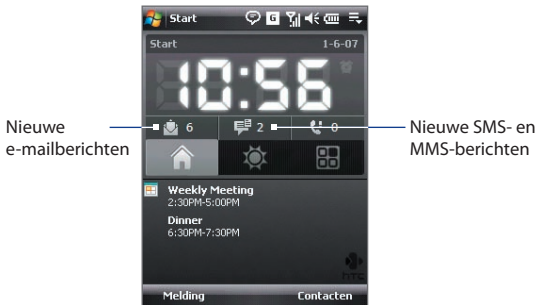 Start
G
Start 1-6-07
10:56
6 2 0
Nieuwe
e-mailberichten
Nieuwe SMS- en
MMS-berichten
Weekly Meeting
2:30PM-5:00PM
Dinner
6:30PM-7:30PM
hTC
Melding Contacten